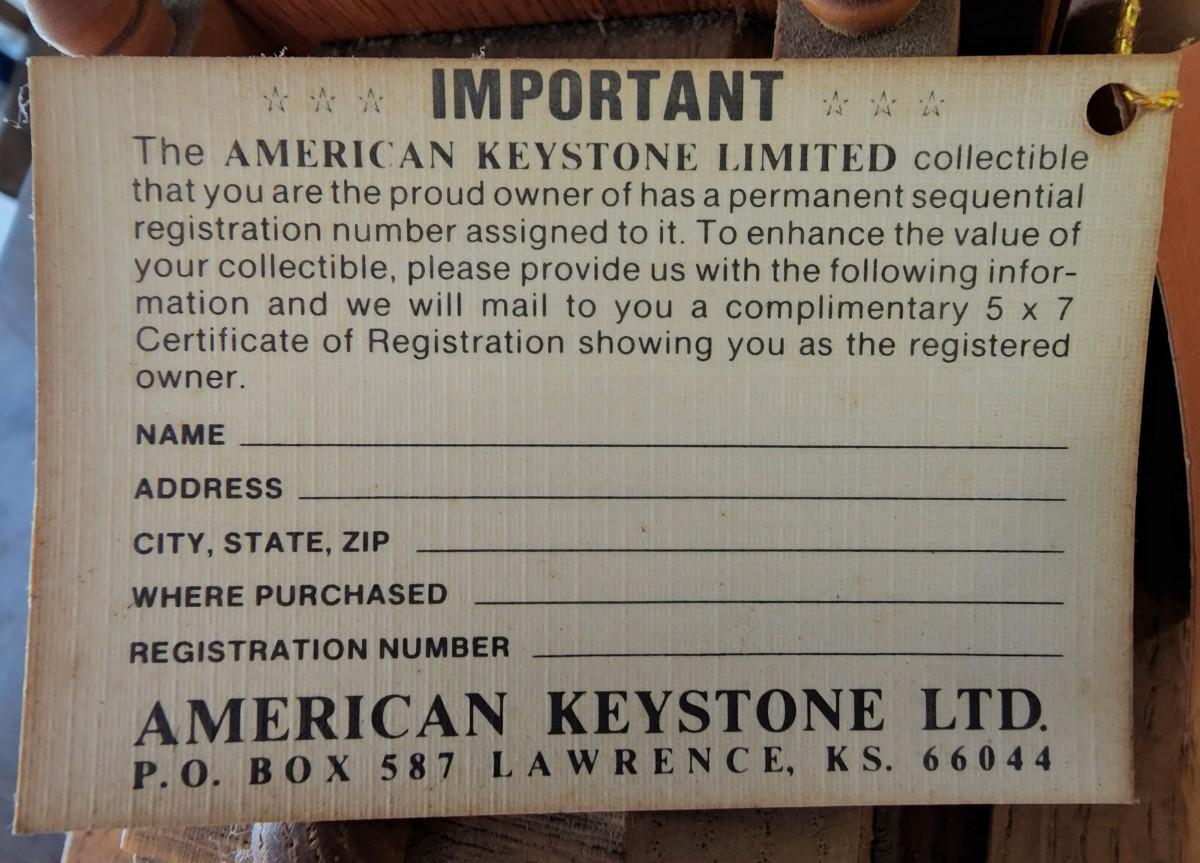 ☆ ☆ ☆ IMPORTANT ☆ ☆ ☆
The AMERICAN KEYSTONE LIMITED collectible
that you are the proud owner of has a permanent sequential
registration number assigned to it. To enhance the value of
your collectible, please provide us with the following infor-
mation and we will mail to you a complimentary 5 x 7
Certificate of Registration showing you as the registered
owner.
NAME
ADDRESS
CITY, STATE, ZIP
WHERE PURCHASED
REGISTRATION NUMBER
AMERICAN KEYSTONE LTD.
P.O. BOX 587 LAWRENCE, KS. 66044